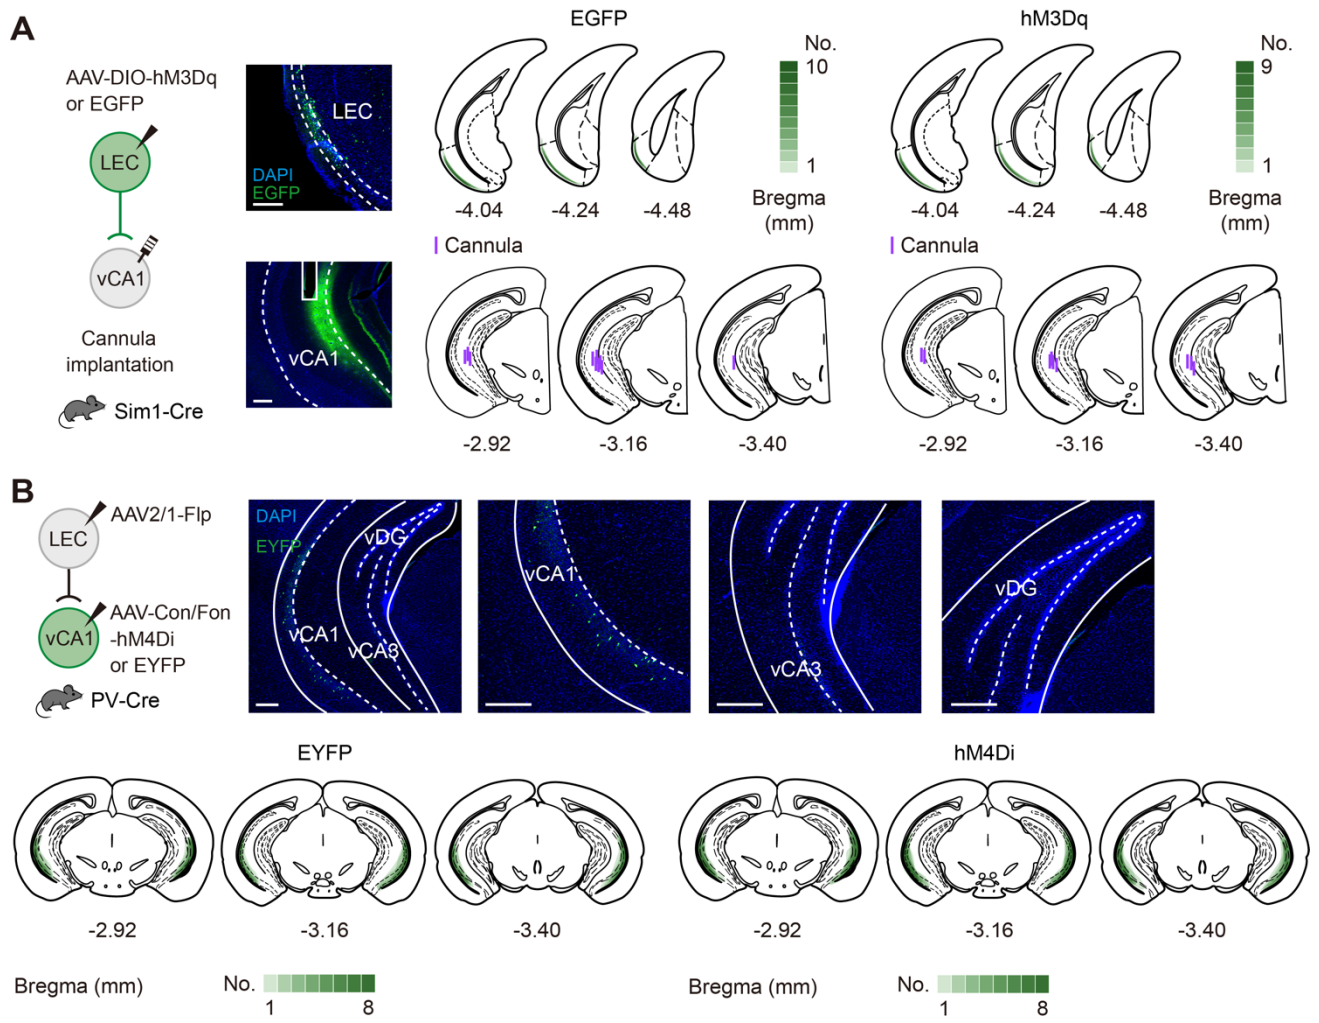 A
EGFP
hM3Dq
AAV-DIO-hM3Dq
or EGFP
LEC
vCA1
Cannula
implantation
Sim1-Cre
LEC
DAPI
EGFP
vCA1
No.
10
1
Bregma
(mm)
-4.04
-4.24
-4.48
Cannula
-2.92
-3.16
-3.40
No.
9
1
Bregma
(mm)
-4.04
-4.24
-4.48
Cannula
-2.92
-3.16
-3.40
B
LEC
AAV2/1-Flp
vCA1
AAV-Con/Fon
-hM4Di
or EYFP
PV-Cre
DAPI
EYFP
vDG
vCA1
vCA3
vCA1
vCA3
vDG
EYFP
hM4Di
-2.92
-3.16
-3.40
-2.92
-3.16
-3.40
Bregma (mm)
No.
1
8
Bregma (mm)
No.
1
8